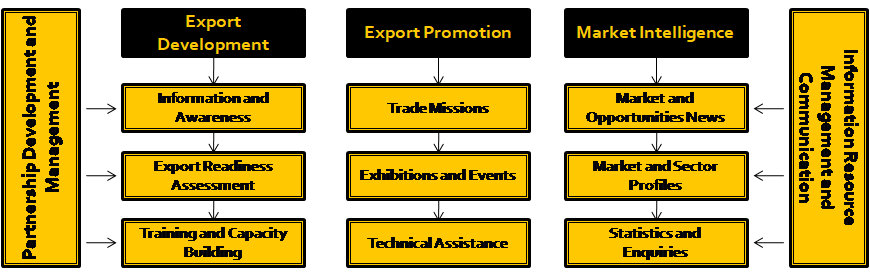 Partnership Development and
Management
Export
Development
Information and
Awareness
Export Readiness
Assessment
Training and Capacity
Building
Export Promotion
Trade Missions
Exhibitions and Events
Technical Assistance
Market Intelligence
Market and
Opportunities News
Market and Sector
Profiles
Statistics and
Enquiries
Information Resource
Management and
Communication